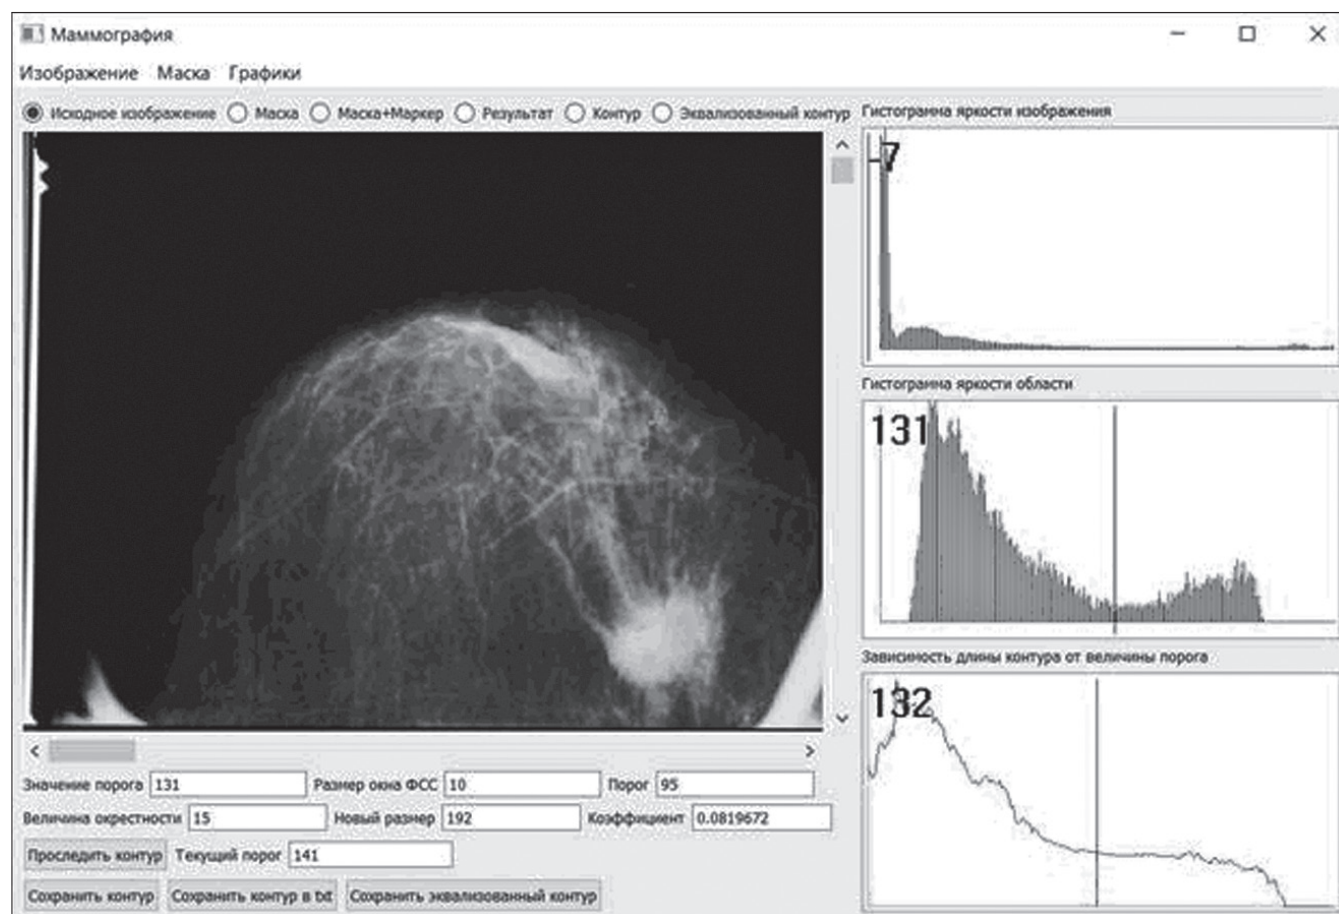 Маммография
Изображение Маска Графики
Исходное изображение Маска Маска+Маркер Результат Контур Эквализованный контур
Гистограмма яркости изображения
-7
Гистограмма яркости области
131
Зависимость длины контура от величины порога
132
Значение порога 131 Размер окна ФСС 10 Порог 95
Величина окрестности 15 Новый размер 192 Коэффициент 0.0819672
Проследить контур Текущий порог 141
Сохранить контур Сохранить контур в txt Сохранить эквализованный контур